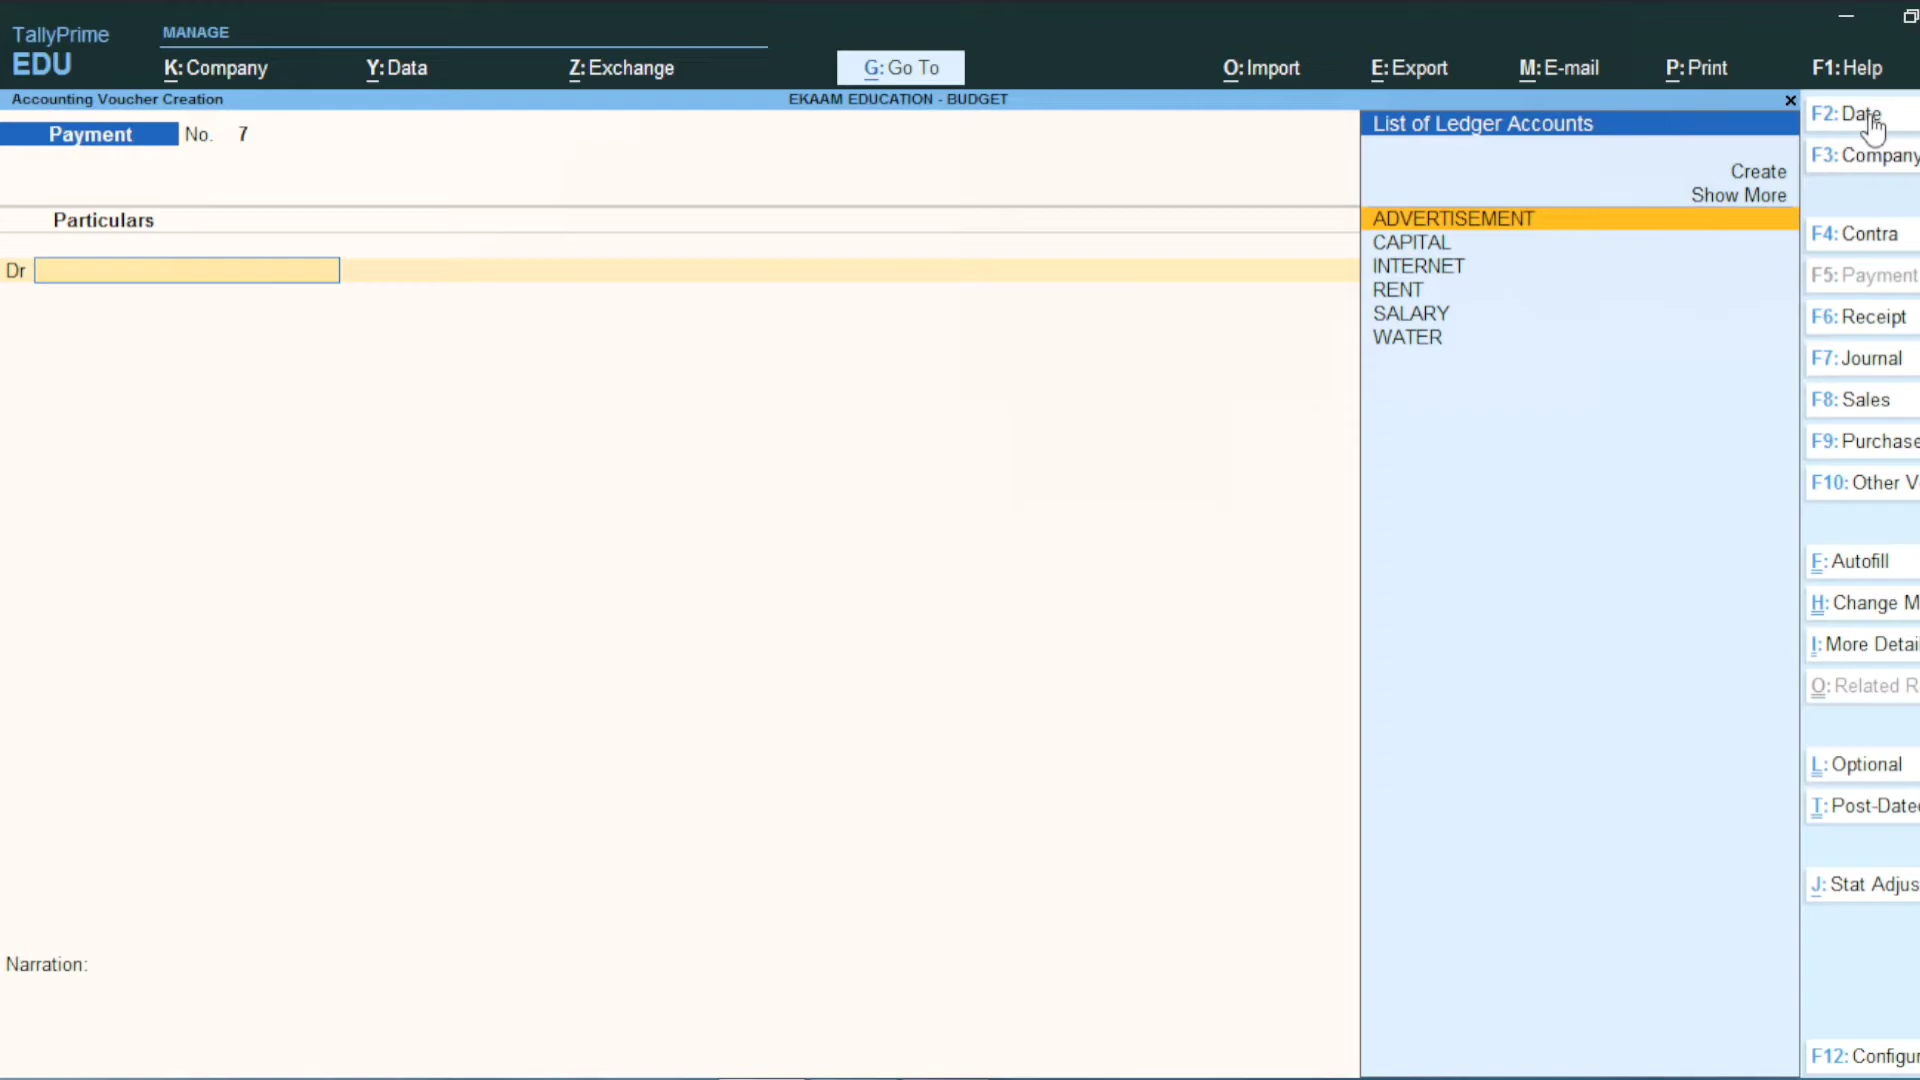 TallyPrime
EDU
MANAGE
K: Company
Y: Data
Z: Exchange
G: Go To
O: Import
E: Export
M: E-mail
P: Print
F1: Help
Accounting Voucher Creation
EKAAM EDUCATION - BUDGET
Payment No. 7
Particulars
Dr
Narration:
List of Ledger Accounts
Create
Show More
ADVERTISEMENT
CAPITAL
INTERNET
RENT
SALARY
WATER
F2: Date
F3: Company
F4: Contra
F5: Payment
F6: Receipt
F7: Journal
F8: Sales
F9: Purchase
F10: Other V
F: Autofill
H: Change M
I: More Detai
O: Related R
L: Optional
T: Post-Date
J: Stat Adjus
F12: Configur